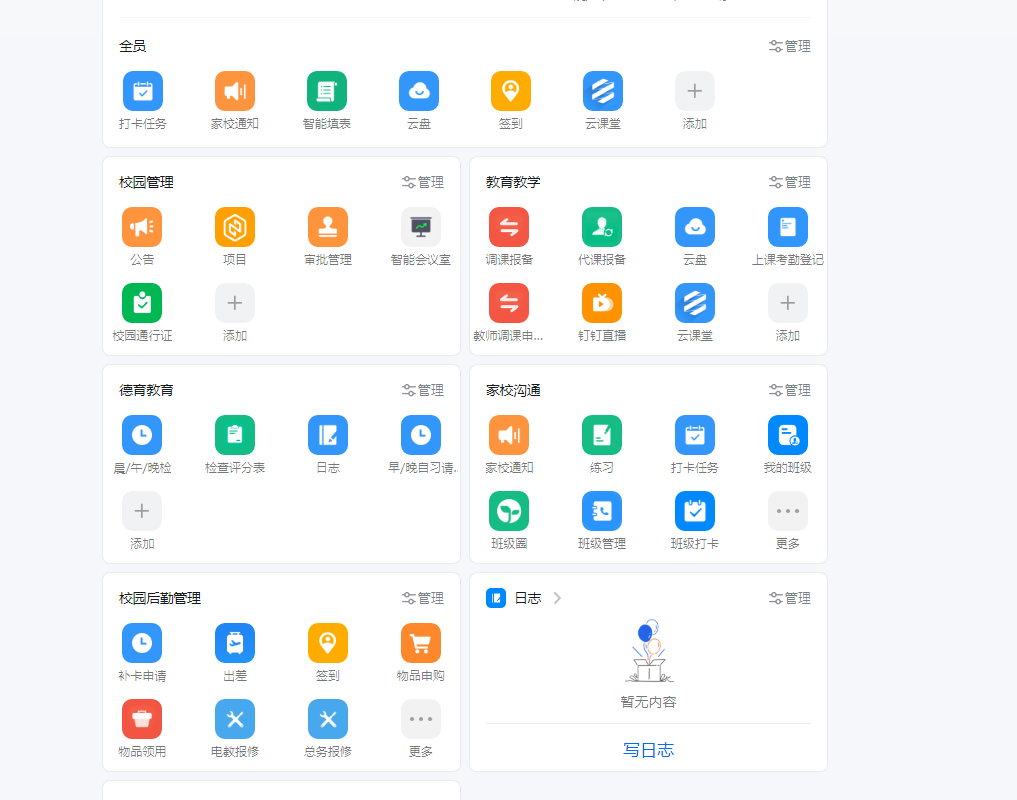 全员
管理
打卡任务 家校通知 智能填表 云盘 签到 云课堂 添加
校园管理
管理
公告 项目 审批管理 智能会议室
校园通行证 添加
教育教学
管理
调课报备 代课报备 云盘 上课考勤登记
教师调课申... 钉钉直播 云课堂 添加
德育教育
管理
晨/午/晚检 检查评分表 日志 早/晚自习请..
添加
家校沟通
管理
家校通知 练习 打卡任务 我的班级
班级圈 班级管理 班级打卡 更多
校园后勤管理
管理
补卡申请 出差 签到 物品申购
物品领用 电教报修 总务报修 更多
日志
管理
暂无内容
写日志